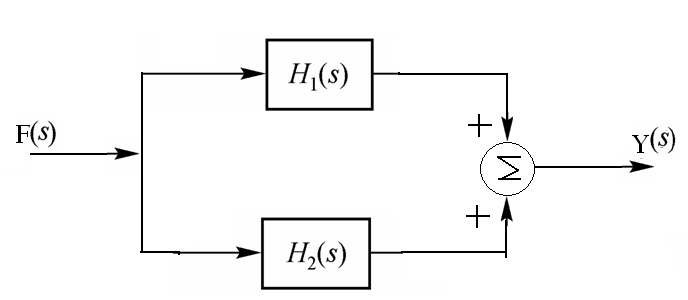 H₁(s)
F(s)
+
Σ
Y(s)
+
H₂(s)